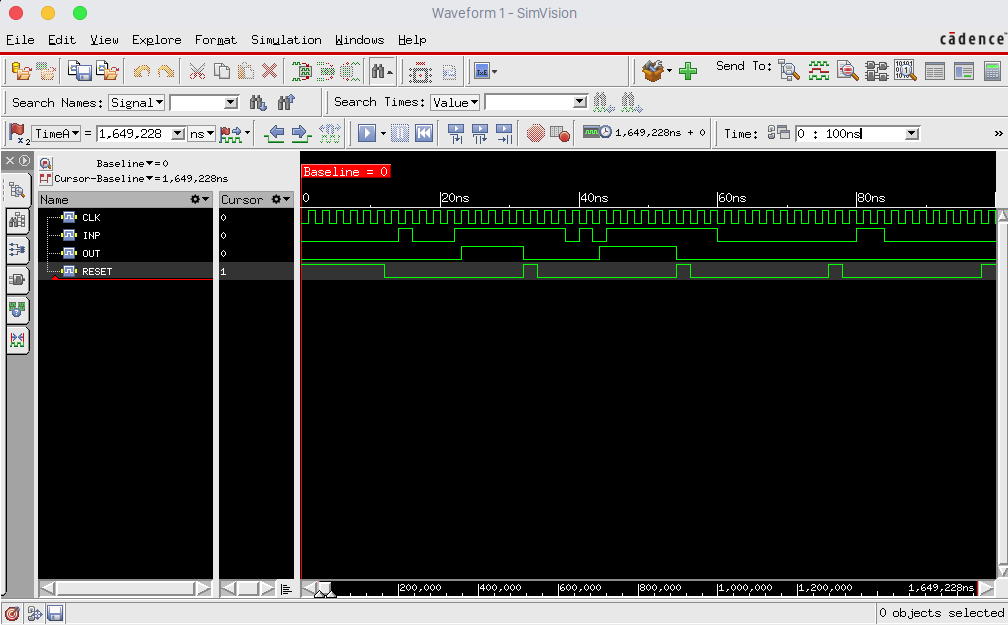 Waveform 1 - SimVision
File Edit View Explore Format Simulation Windows Help
cādence
Send To:
Search Names: Signal
Search Times: Value
TimeA = 1,649,228 ns
1,649,228ns + 0
Time: 0 : 100ns
»
Baseline = 0
Cursor-Baseline = 1,649,228ns
Baseline = 0
Name
Cursor
0
20ns
40ns
60ns
80ns
CLK 0
INP 0
OUT 0
RESET 1
200,000
400,000
600,000
800,000
1,000,000
1,200,000
1,649,228ns
0 objects selected